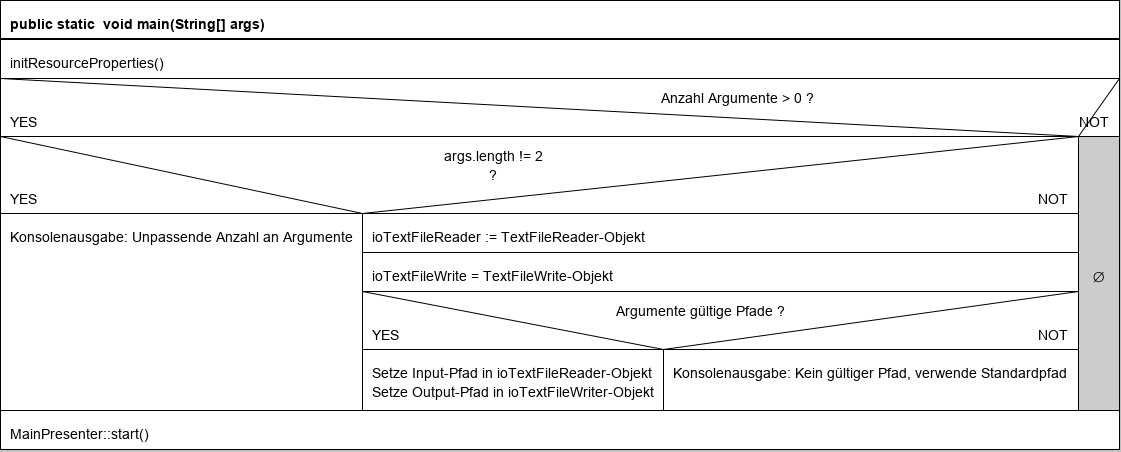 public static  void main(String[] args)
initResourceProperties()
Anzahl Argumente > 0 ?
YES
NOT
args.length != 2
?
YES
NOT
Konsolenausgabe: Unpassende Anzahl an Argumente
ioTextFileReader := TextFileReader-Objekt
ioTextFileWrite = TextFileWrite-Objekt
∅
Argumente gültige Pfade ?
YES
NOT
Setze Input-Pfad in ioTextFileReader-Objekt
Setze Output-Pfad in ioTextFileWriter-Objekt
Konsolenausgabe: Kein gültiger Pfad, verwende Standardpfad
MainPresenter::start()